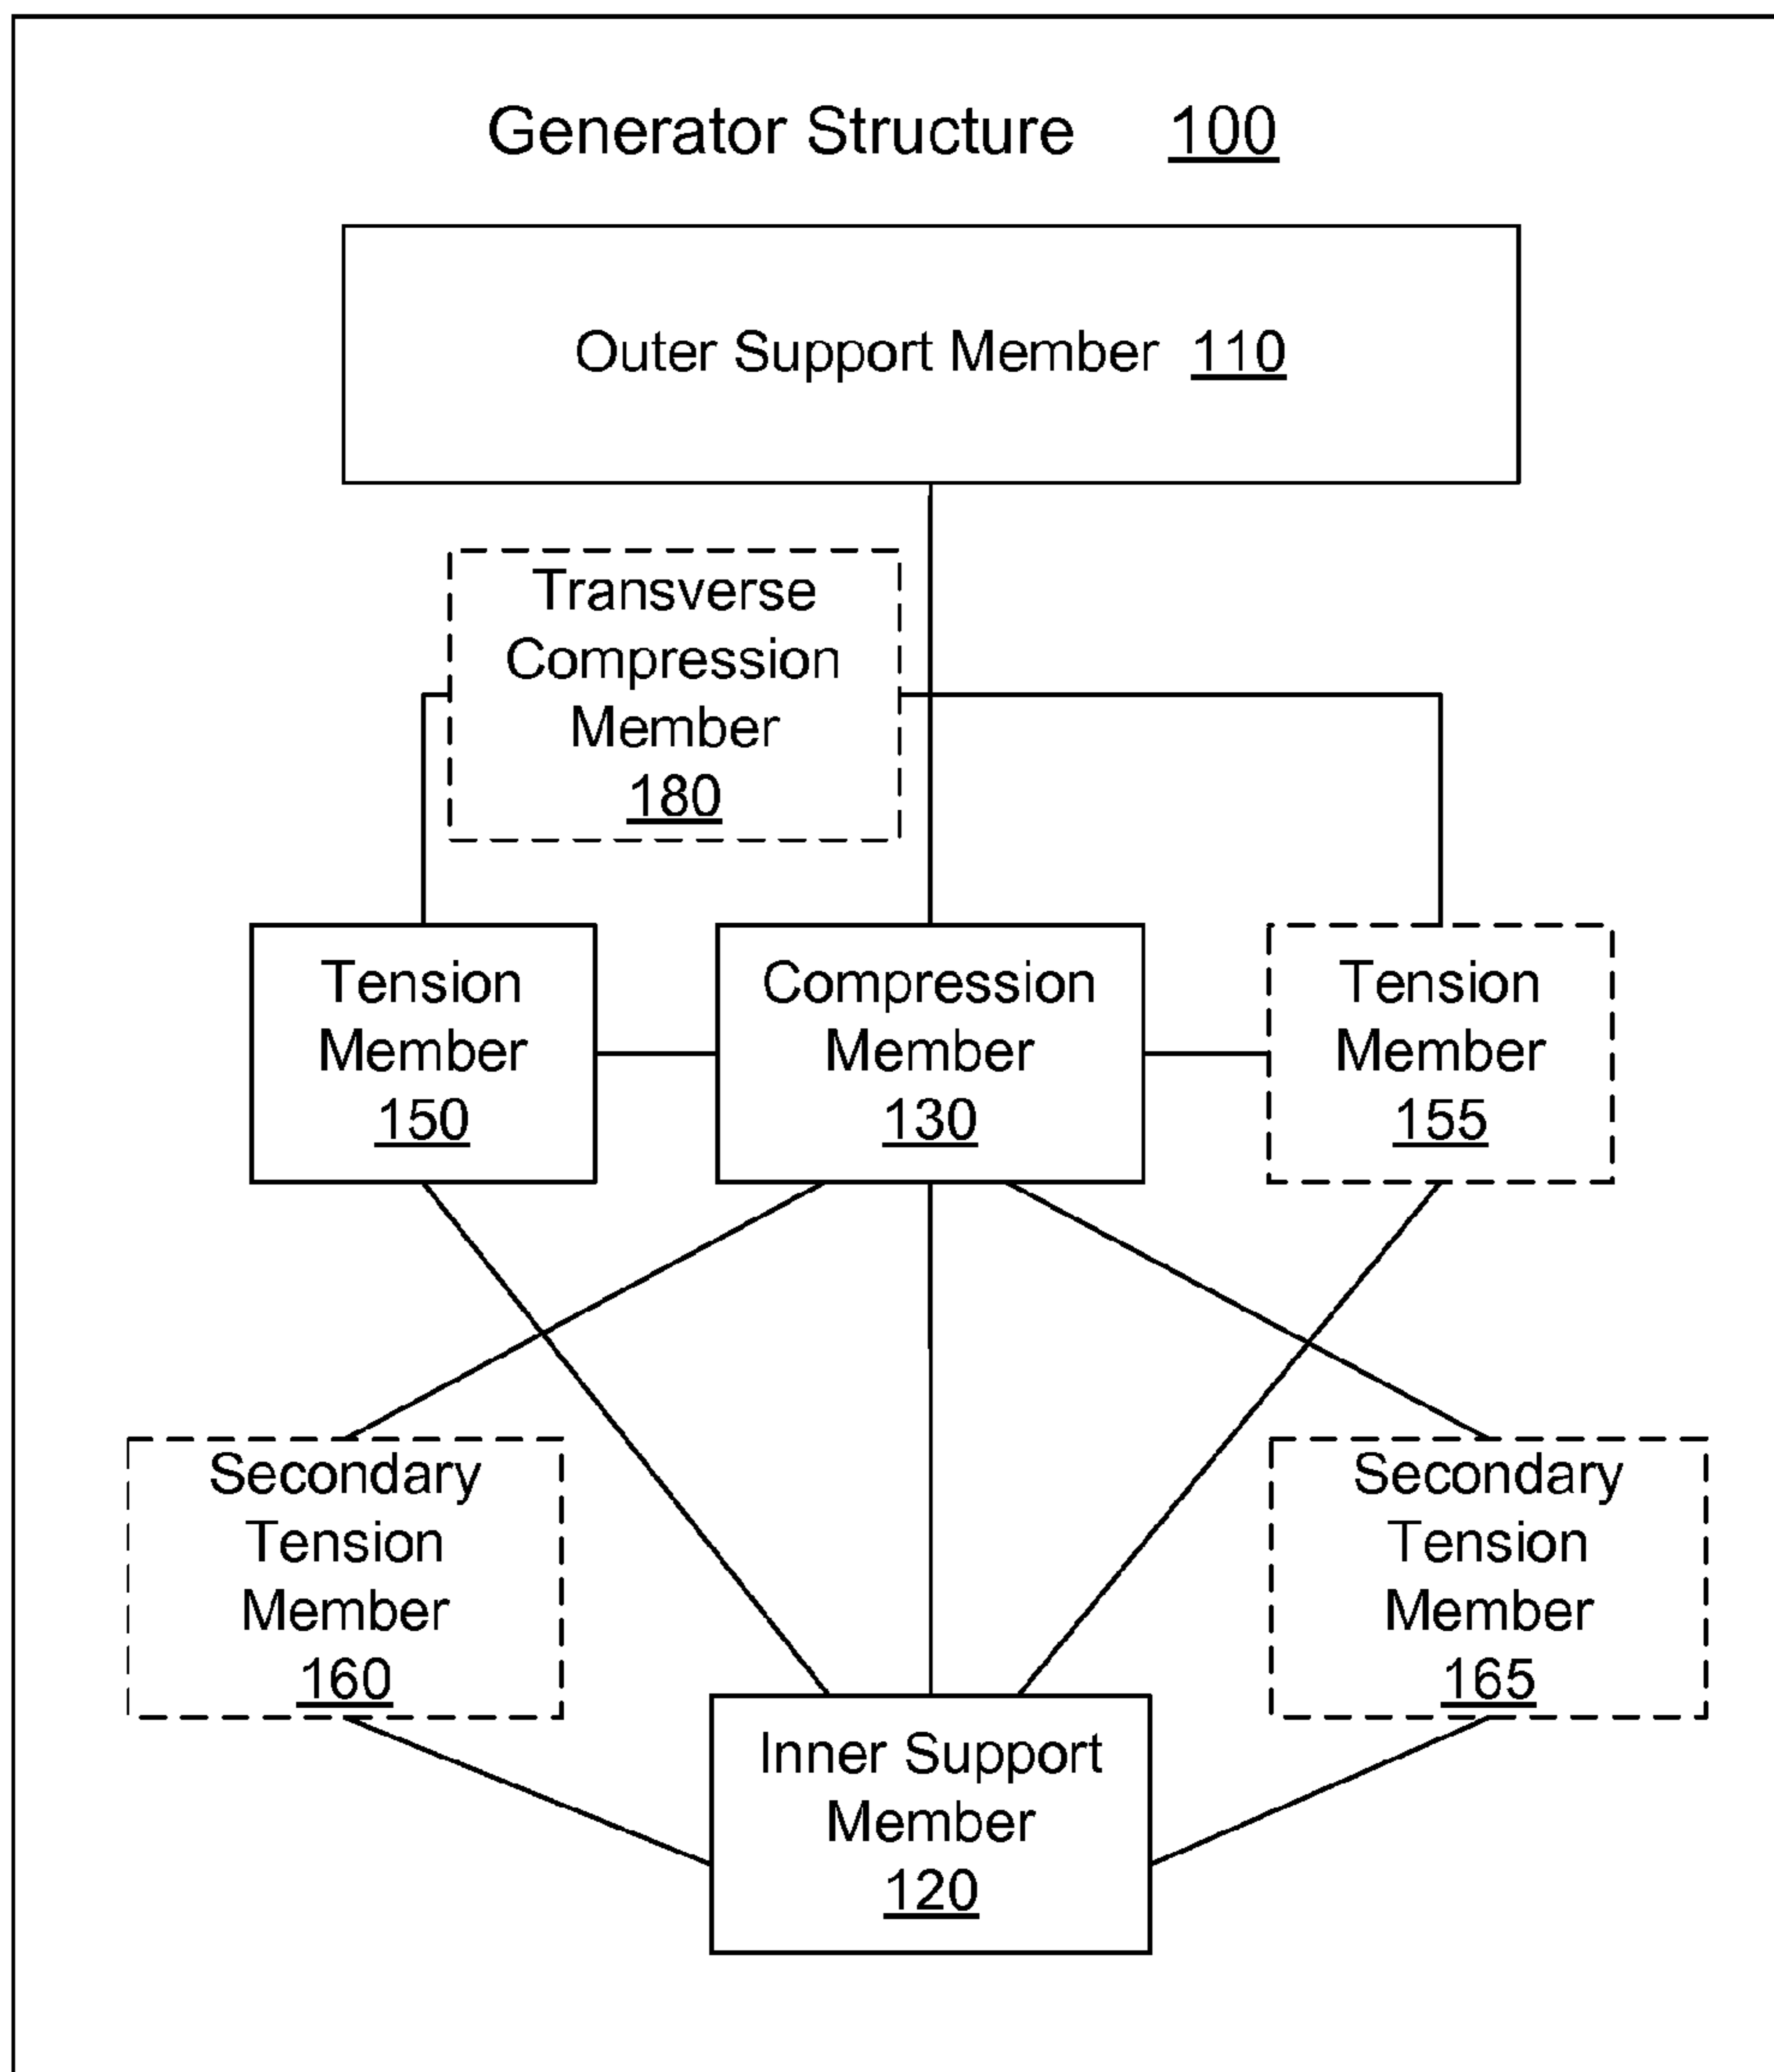 Generator Structure 100
Outer Support Member 110
Transverse
Compression
Member
180
Tension
Member
150
Compression
Member
130
Tension
Member
155
Secondary
Tension
Member
160
Secondary
Tension
Member
165
Inner Support
Member
120